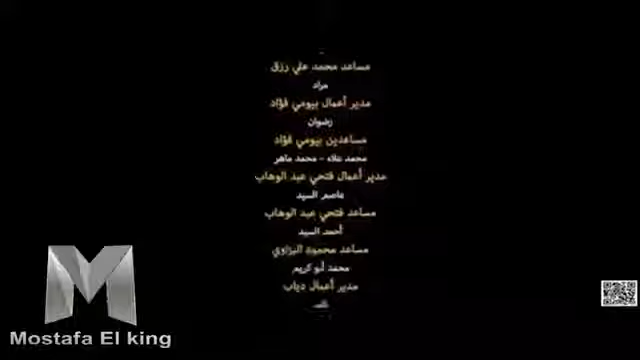 مساعد محمد علي رزق
مراد
مدير أعمال بيومي فؤاد
رضوان
مساعدين بيومي فؤاد
محمد علاء - محمد ماهر
مدير أعمال فتحي عبد الوهاب
عاصم السيد
مساعد فتحي عبد الوهاب
أحمد السيد
مساعد محمود البزاوي
محمد أبو كريم
مدير أعمال دياب
Mostafa El king